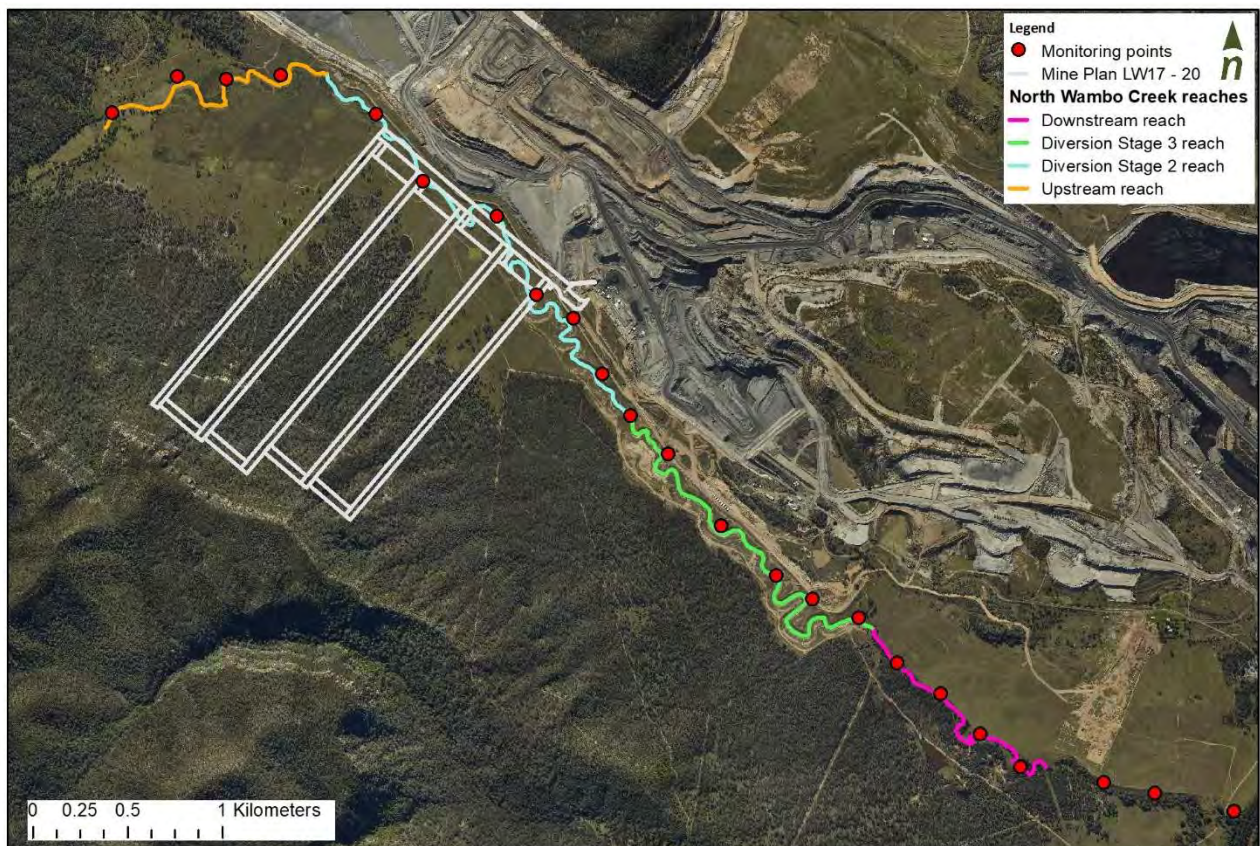 Legend
Monitoring points
Mine Plan LW17 - 20
North Wambo Creek reaches
Downstream reach
Diversion Stage 3 reach
Diversion Stage 2 reach
Upstream reach
n
0 0.25 0.5 1 Kilometers